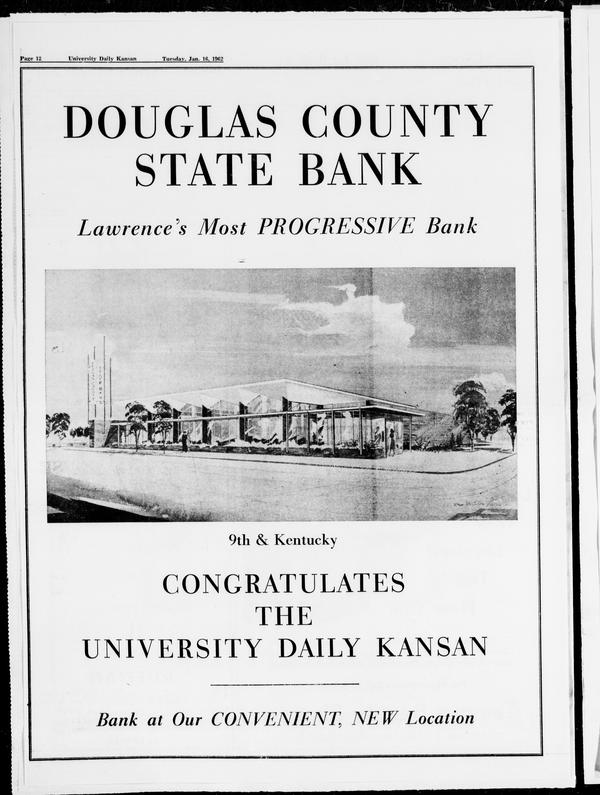 Page 12 University Daily Kansan Tuesday, Jan. 16, 1962
DOUGLAS COUNTY
STATE BANK
Lawrence's Most PROGRESSIVE Bank
9th & Kentucky
CONGRATULATES
THE
UNIVERSITY DAILY KANSAN
Bank at Our CONVENIENT, NEW Location